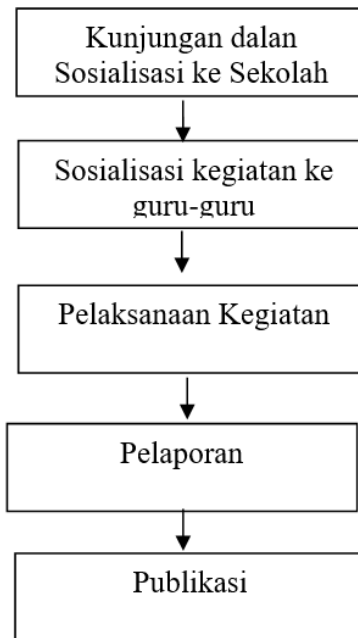 Kunjungan dalan
Sosialisasi ke Sekolah
Sosialisasi kegiatan ke
guru-guru
Pelaksanaan Kegiatan
Pelaporan
Publikasi